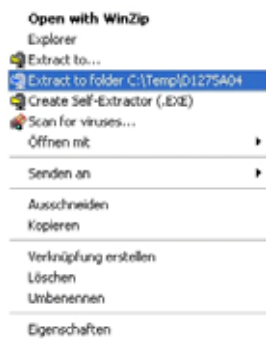 Open with WinZip
Explorer
Extract to...
Extract to folder C:\Temp\D1275A04
Create Self-Extractor (.EXE)
Scan for viruses...
Öffnen mit
Senden an
Ausschneiden
Kopieren
Verknüpfung erstellen
Löschen
Umbenennen
Eigenschaften